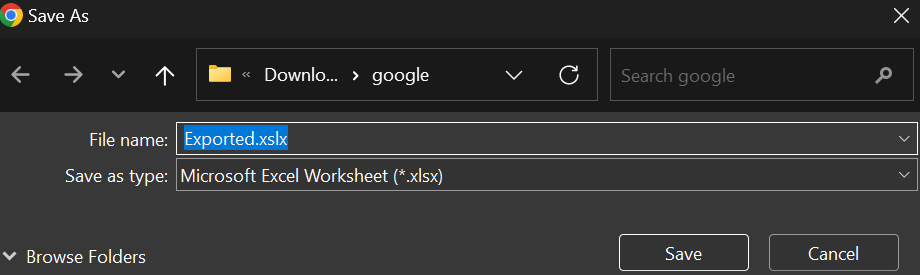 Save As
« Downlo... › google
Search google
File name: Exported.xslx
Save as type: Microsoft Excel Worksheet (*.xlsx)
Browse Folders
Save Cancel